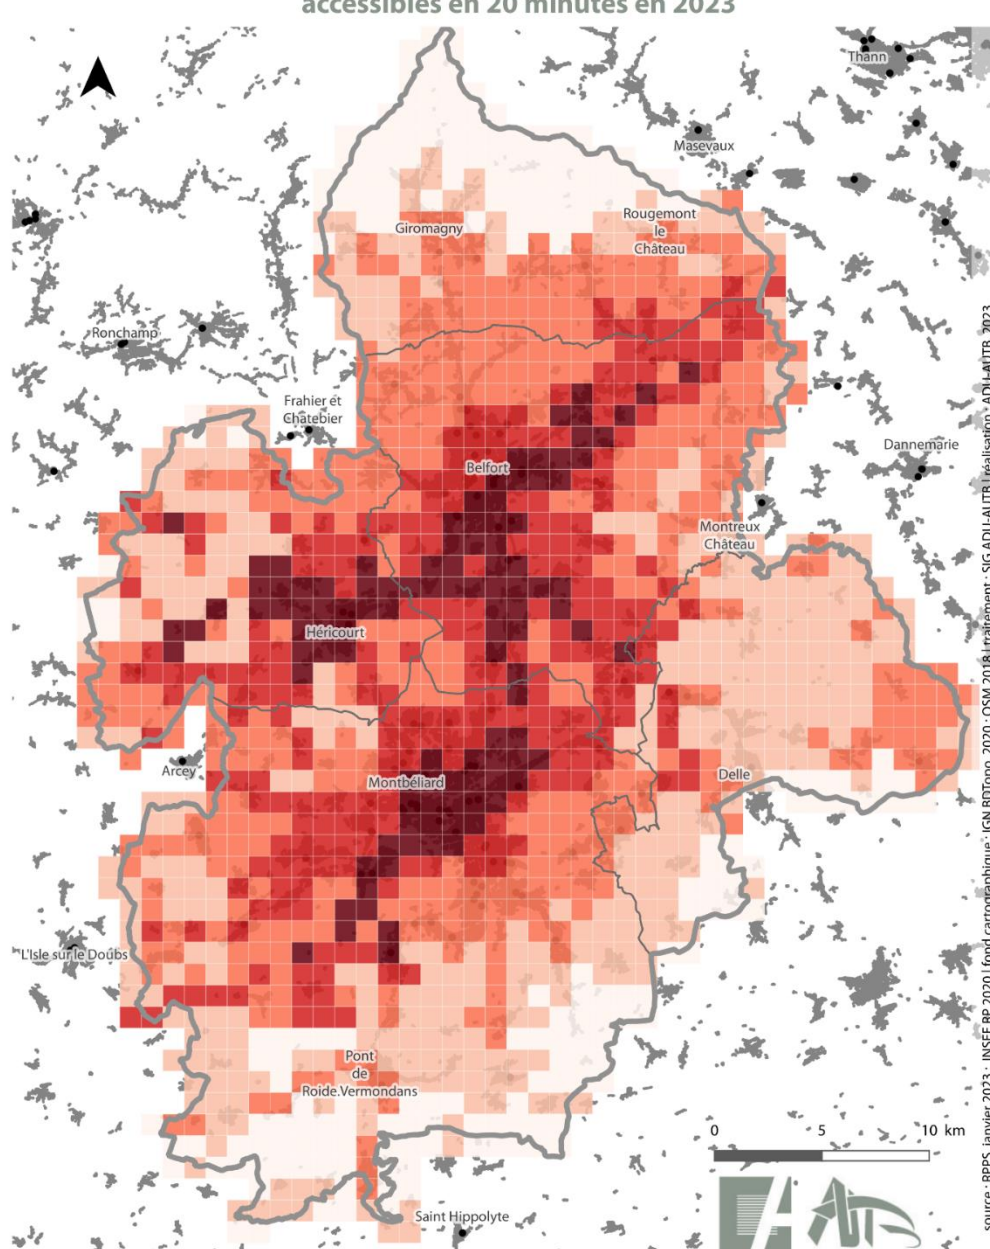 accessibles en 20 minutes en 2023
Thann
Masevaux
Rougemont
le
Château
Giromagny
Ronchamp
Frahier et
Châtebier
Belfort
Dannemarie
Montreux
Château
Héricourt
Arcey
Montbéliard
Delle
L'Isle sur le Doubs
Pont
de
Roide.Vermondans
0 5 10 km
Saint Hippolyte
source : RPPS, janvier 2023 ; INSEE RP 2020 | fond cartographique : IGN BDTopo, 2020 ; OSM 2018 | traitement : SIG ADU-AUTB | réalisation : ADU-AUTB, 2023